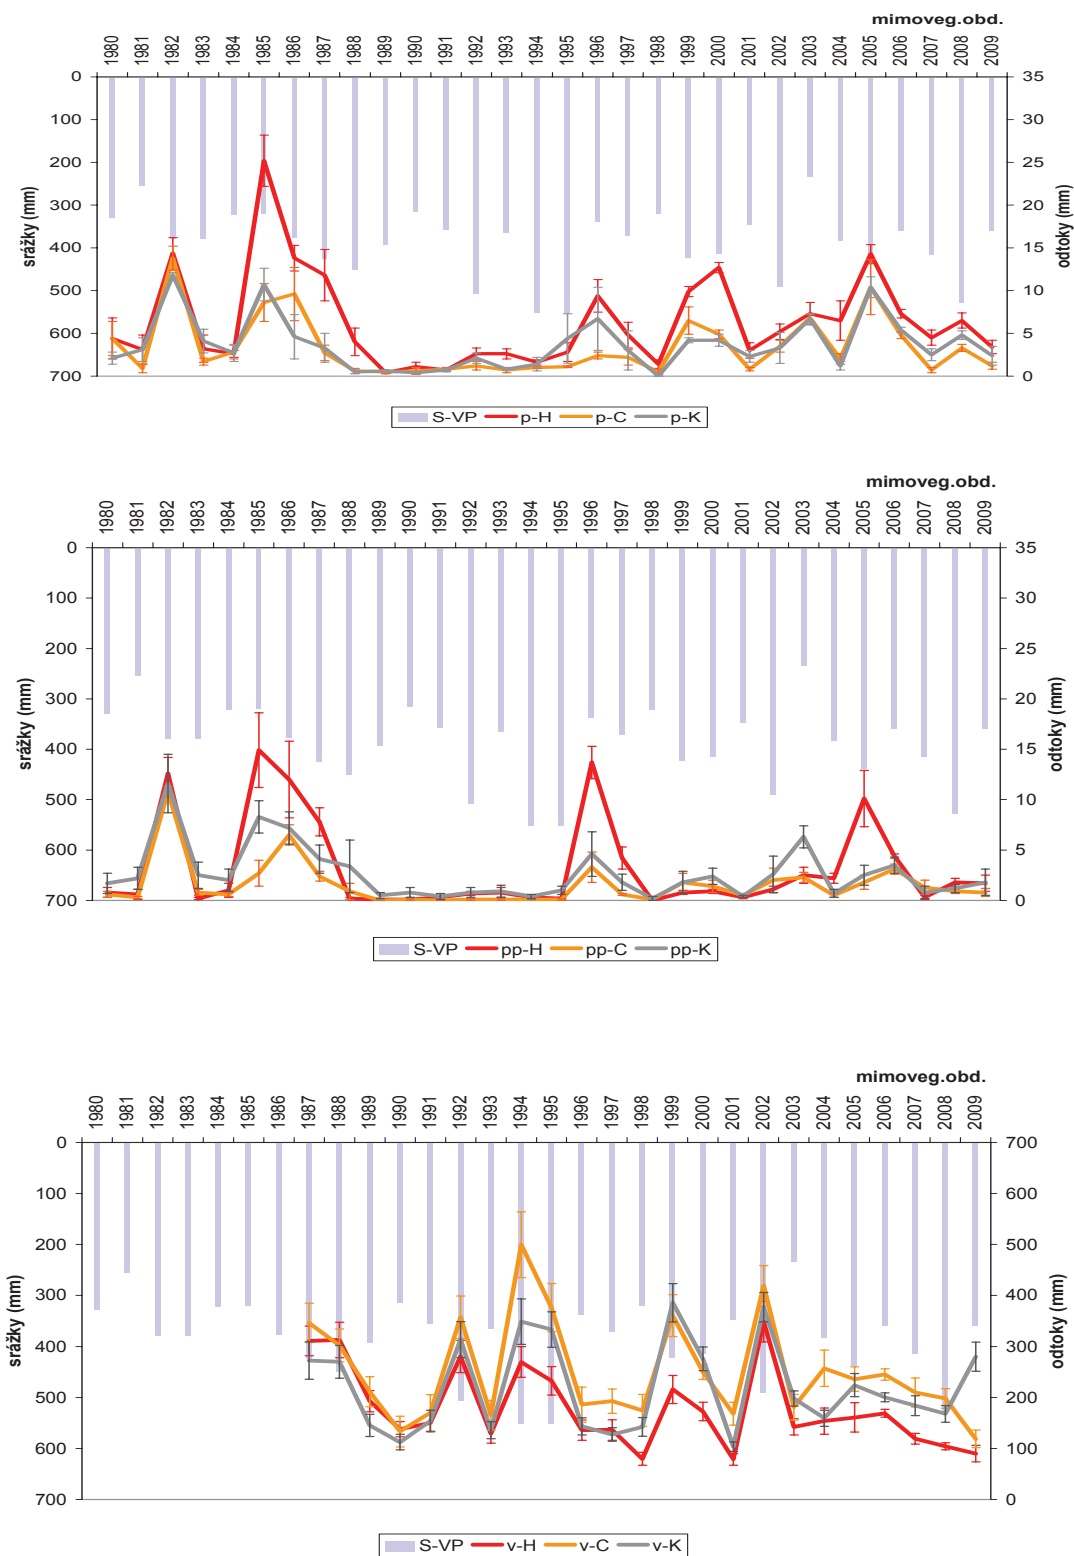 mimoveg.obd.
1980 1981 1982 1983 1984 1985 1986 1987 1988 1989 1990 1991 1992 1993 1994 1995 1996 1997 1998 1999 2000 2001 2002 2003 2004 2005 2006 2007 2008 2009
0 35
100 30
200 25
300 20
400 15
500 10
600 5
700 0
srážky (mm)
odtoky (mm)
S-VP p-H p-C p-K
mimoveg.obd.
1980 1981 1982 1983 1984 1985 1986 1987 1988 1989 1990 1991 1992 1993 1994 1995 1996 1997 1998 1999 2000 2001 2002 2003 2004 2005 2006 2007 2008 2009
0 35
100 30
200 25
300 20
400 15
500 10
600 5
700 0
srážky (mm)
odtoky (mm)
S-VP pp-H pp-C pp-K
mimoveg.obd.
1980 1981 1982 1983 1984 1985 1986 1987 1988 1989 1990 1991 1992 1993 1994 1995 1996 1997 1998 1999 2000 2001 2002 2003 2004 2005 2006 2007 2008 2009
0 700
100 600
200 500
300 400
400 300
500 200
600 100
700 0
srážky (mm)
odtoky (mm)
S-VP v-H v-C v-K